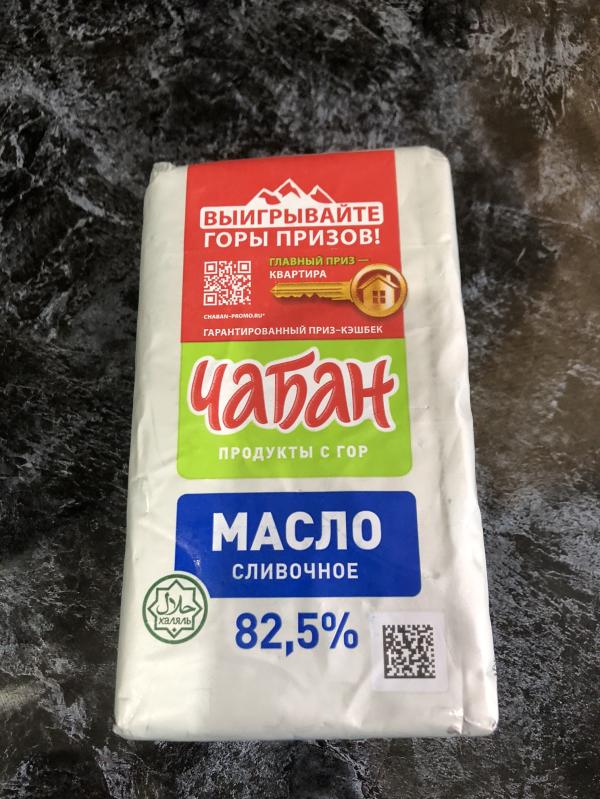 ВЫИГРЫВАЙТЕ
ГОРЫ ПРИЗОВ!
ГЛАВНЫЙ ПРИЗ —
КВАРТИРА
CHABAN-PROMO.RU*
ГАРАНТИРОВАННЫЙ ПРИЗ–КЭШБЕК
Чабан
ПРОДУКТЫ С ГОР
МАСЛО
СЛИВОЧНОЕ
حلال
ХАЛЯЛЬ
82,5%